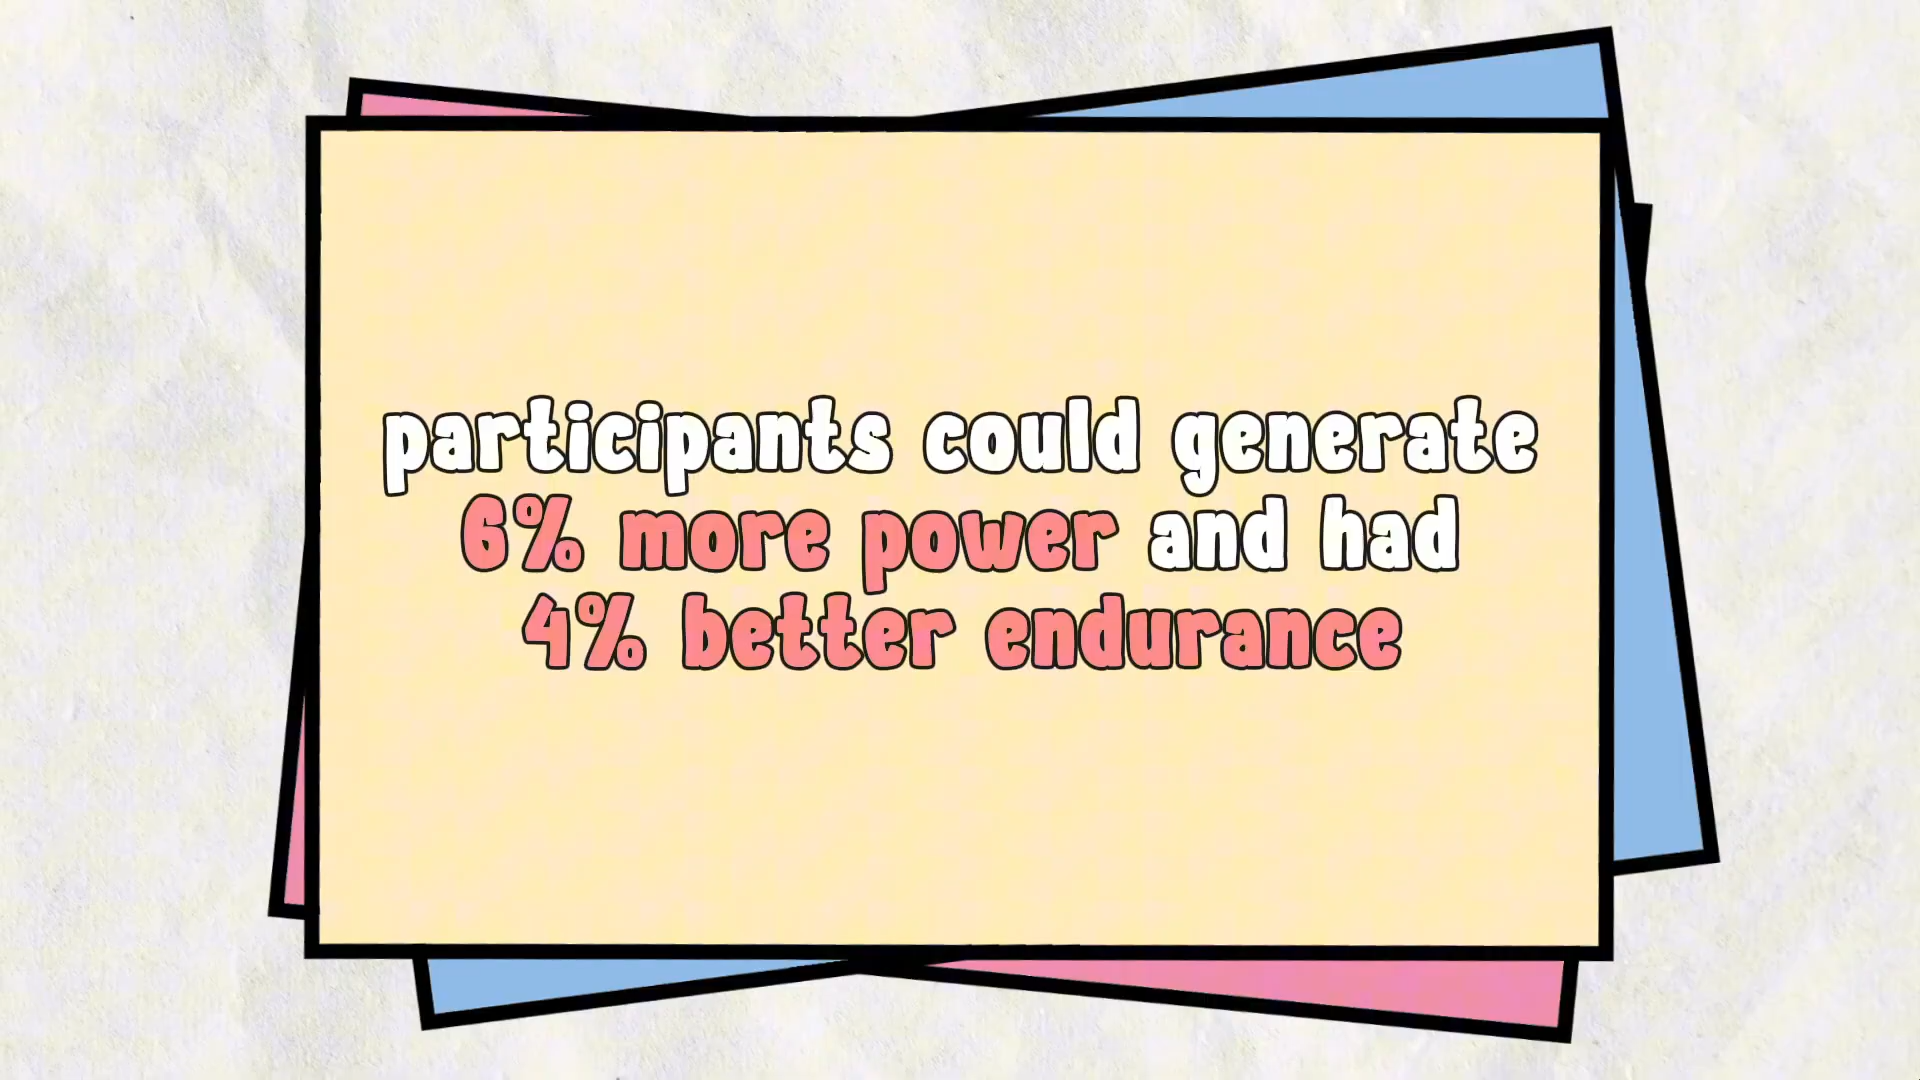 participants could generate
6% more power and had
4% better endurance